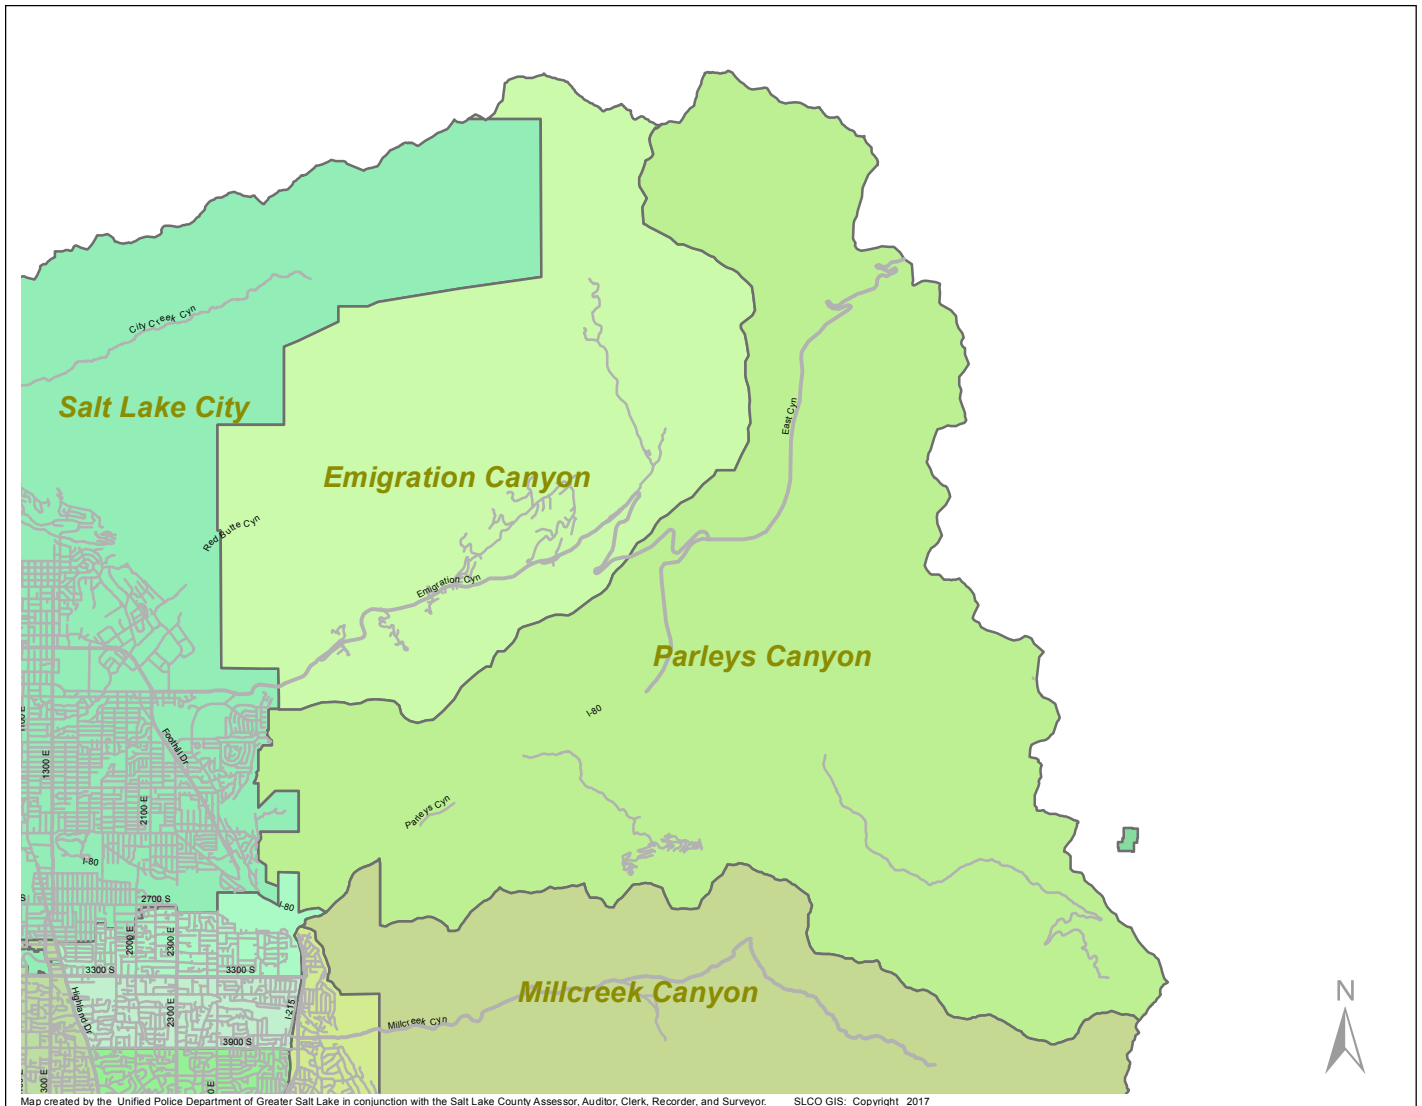 City Creek Cyn
Salt Lake City
East Cyn
Emigration Canyon
Red Butte Cyn
Emigration Cyn
Parleys Canyon
I-80
Foothill Dr
1300 E
2100 E
Parleys Cyn
I-80
2700 S
I-80
S
2000 E
2300 E
3300 S
3300 S
N
Millcreek Canyon
Highland Dr
2300 E
I-215
Millcreek Cyn
3900 S
300 E
0 E
Map created by the Unified Police Department of Greater Salt Lake in conjunction with the Salt Lake County Assessor, Auditor, Clerk, Recorder, and Surveyor. SLCO GIS: Copyright 2017